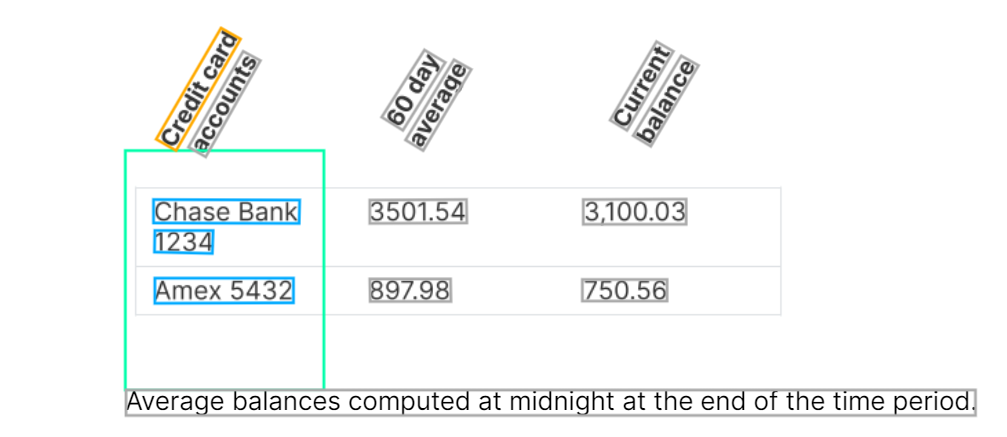 Credit card
accounts
60 day
average
Current
balance
Chase Bank 3501.54 3,100.03
1234
Amex 5432 897.98 750.56
Average balances computed at midnight at the end of the time period.